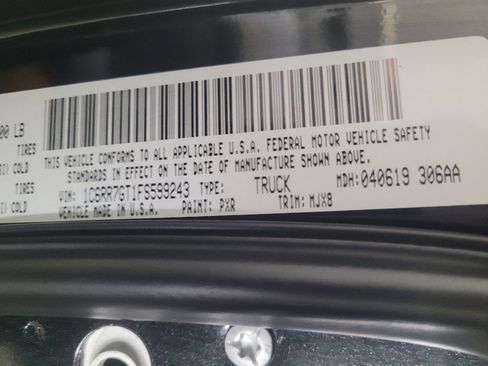 00 LB
TIRES
COLD
TIRES
COLD
THIS VEHICLE CONFORMS TO ALL APPLICABLE U.S.A. FEDERAL MOTOR VEHICLE SAFETY
STANDARDS IN EFFECT ON THE DATE OF MANUFACTURE SHOWN ABOVE.
VIN: 1C6RR7GT1FS599243 TYPE: TRUCK MDH: 040619 306AA
VEHICLE MADE IN U.S.A. PAINT: PXR TRIM: MJX8